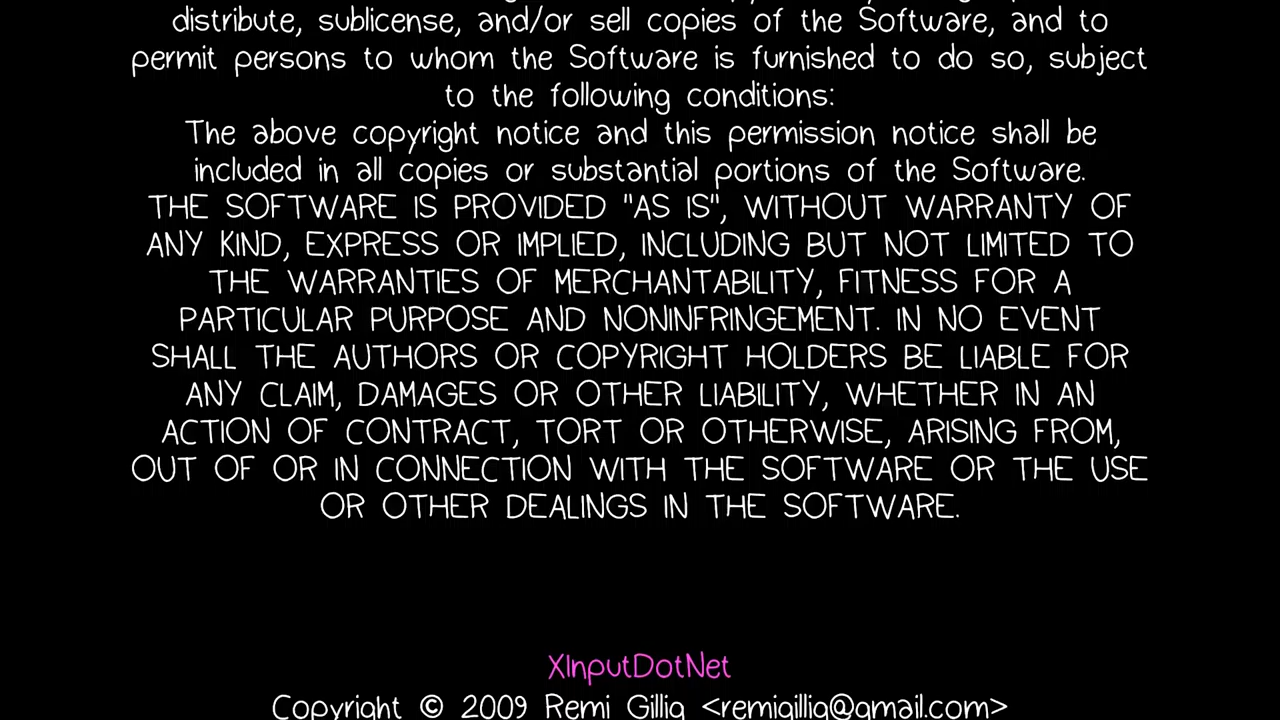 distribute, sublicense, and/or sell copies of the Software, and to
permit persons to whom the Software is furnished to do so, subject
to the following conditions:
The above copyright notice and this permission notice shall be
included in all copies or substantial portions of the Software.
THE SOFTWARE IS PROVIDED "AS IS", WITHOUT WARRANTY OF
ANY KIND, EXPRESS OR IMPLIED, INCLUDING BUT NOT LIMITED TO
THE WARRANTIES OF MERCHANTABILITY, FITNESS FOR A
PARTICULAR PURPOSE AND NONINFRINGEMENT. IN NO EVENT
SHALL THE AUTHORS OR COPYRIGHT HOLDERS BE LIABLE FOR
ANY CLAIM, DAMAGES OR OTHER LIABILITY, WHETHER IN AN
ACTION OF CONTRACT, TORT OR OTHERWISE, ARISING FROM,
OUT OF OR IN CONNECTION WITH THE SOFTWARE OR THE USE
OR OTHER DEALINGS IN THE SOFTWARE.
XInputDotNet
Copyright © 2009 Remi Gillig <remigillig@gmail.com>